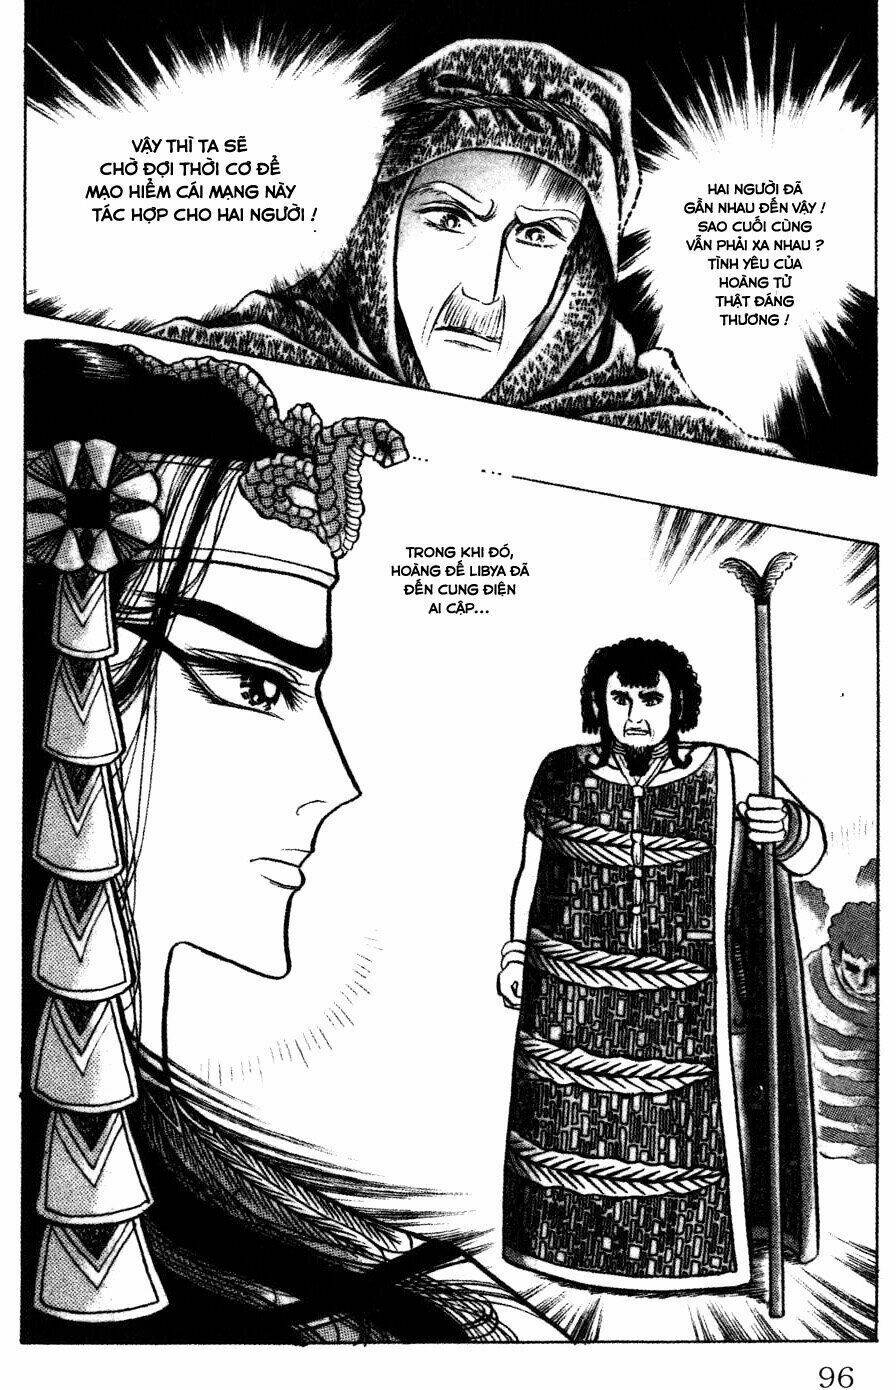 HAI NGƯỜI ĐÃ
GẦN NHAU ĐẾN VẬY !
SAO CUỐI CÙNG
VẪN PHẢI XA NHAU ?
TÌNH YÊU CỦA
HOÀNG TỬ
THẬT ĐÁNG
THƯƠNG !
VẬY THÌ TA SẼ
CHỜ ĐỢI THỜI CƠ ĐỂ
MẠO HIỂM CÁI MẠNG NÀY
TÁC HỢP CHO HAI NGƯỜI !
... ...
TRONG KHI ĐÓ,
HOÀNG ĐẾ LIBYA ĐÃ
ĐẾN CUNG ĐIỆN
AI CẬP...
96